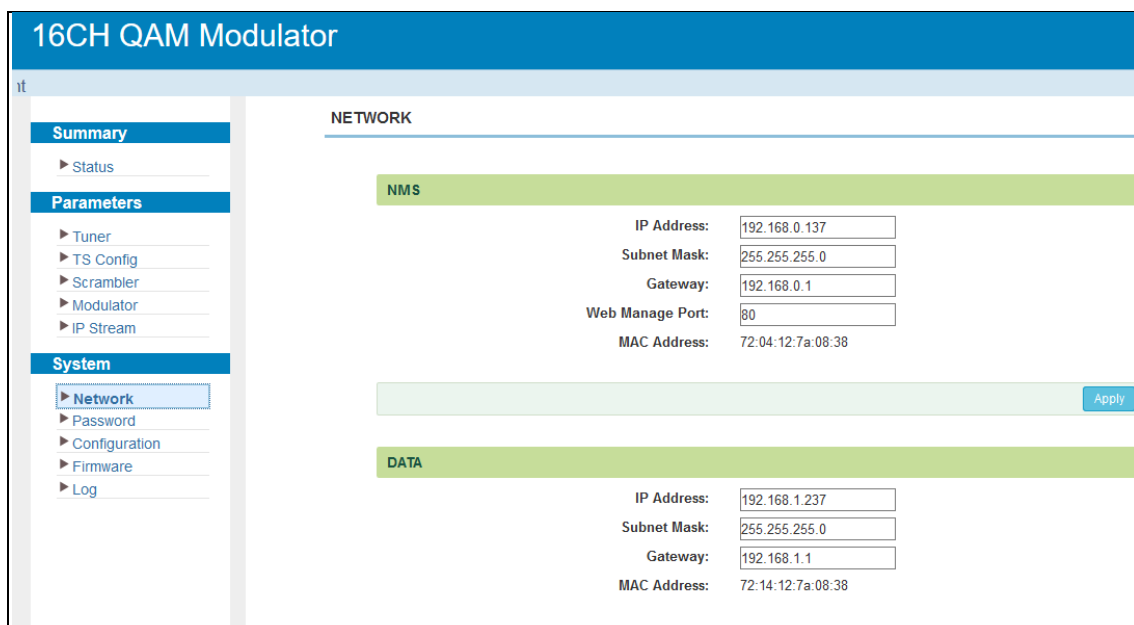 16CH QAM Modulator
nt
Summary
Status
Parameters
Tuner
TS Config
Scrambler
Modulator
IP Stream
System
Network
Password
Configuration
Firmware
Log
NETWORK
NMS
IP Address: 192.168.0.137
Subnet Mask: 255.255.255.0
Gateway: 192.168.0.1
Web Manage Port: 80
MAC Address: 72:04:12:7a:08:38
Apply
DATA
IP Address: 192.168.1.237
Subnet Mask: 255.255.255.0
Gateway: 192.168.1.1
MAC Address: 72:14:12:7a:08:38